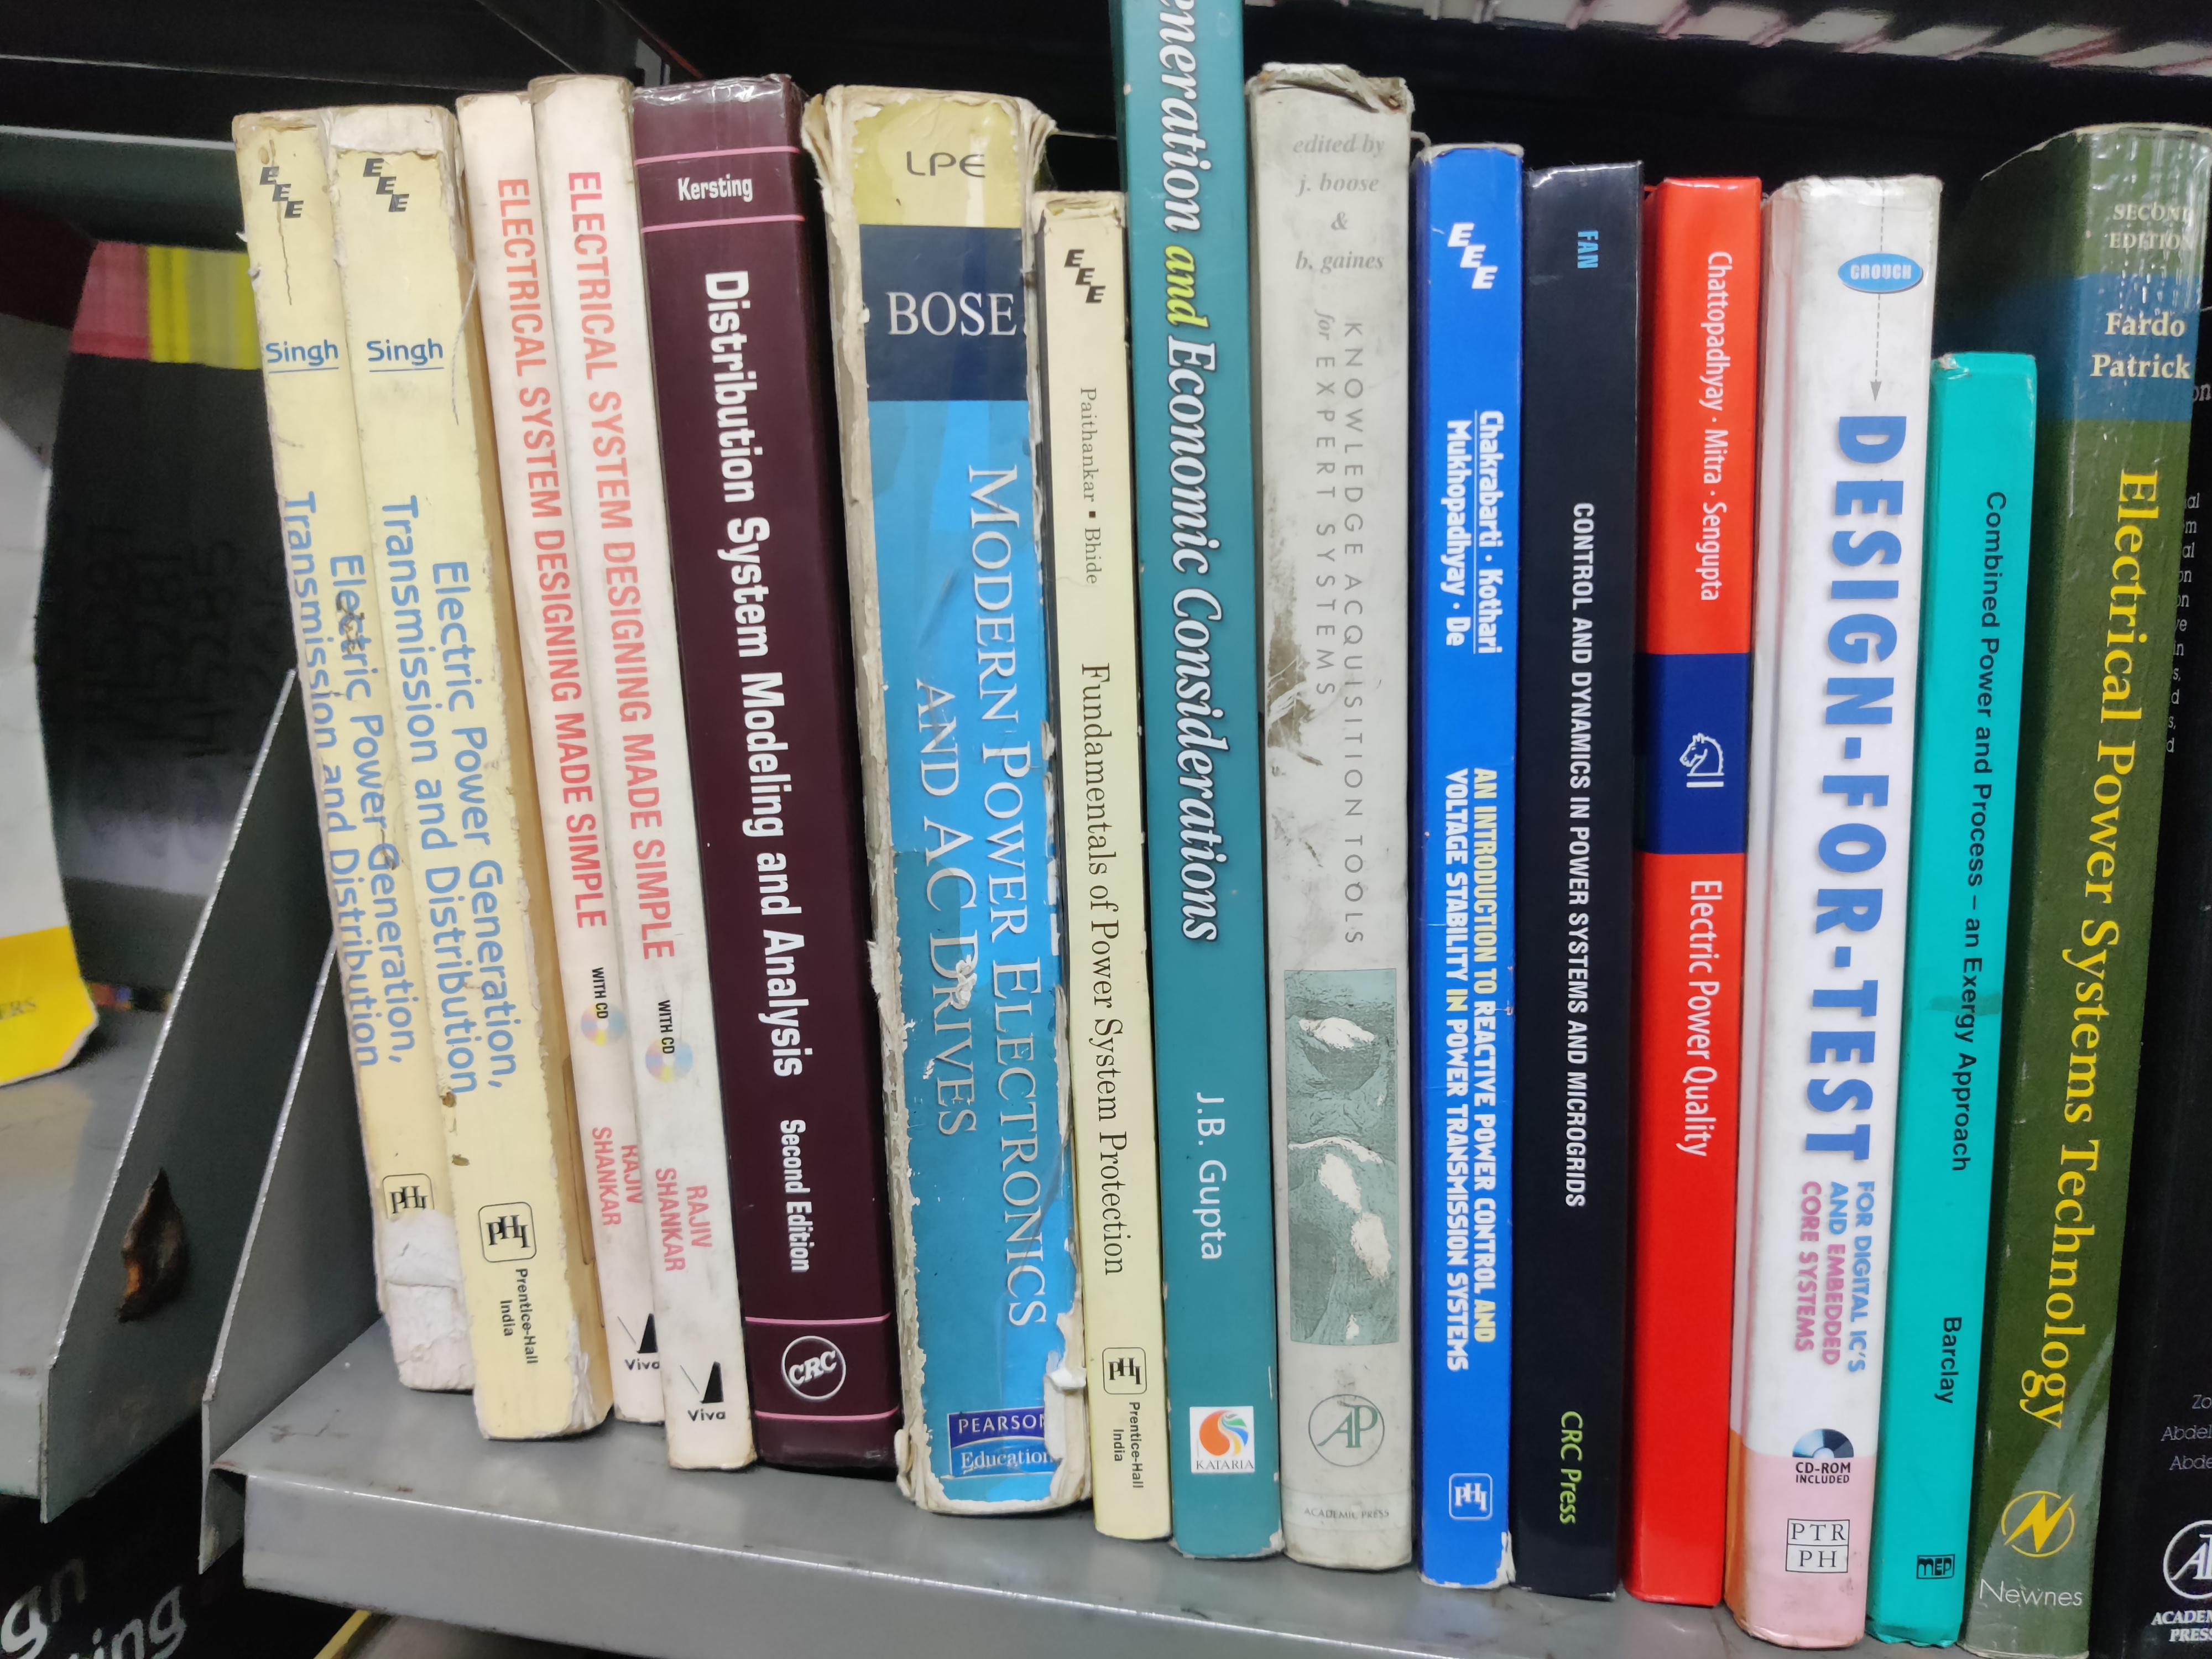 EEE
Singh
Electric Power Generation,
Transmission and Distribution
PHI
EEE
Singh
Electric Power Generation,
Transmission and Distribution
PHI
Prentice-Hall
India
ELECTRICAL SYSTEM DESIGNING MADE SIMPLE
WITH CD
RAJIV
SHANKAR
Viva
ELECTRICAL SYSTEM DESIGNING MADE SIMPLE
WITH CD
RAJIV
SHANKAR
Viva
Kersting
Distribution System Modeling and Analysis
Second Edition
CRC
LPE
BOSE
MODERN POWER ELECTRONICS
AND AC DRIVES
PEARSON
Education
EEE
Paithankar ▪ Bhide
Fundamentals of Power System Protection
PHI
Prentice-Hall
India
eneration and Economic Considerations
J.B. Gupta
KATARIA
edited by
j. boose
&
b. gaines
KNOWLEDGE ACQUISITION TOOLS
for EXPERT SYSTEMS
AP
ACADEMIC PRESS
EEE
Chakrabarti · Kothari
Mukhopadhyay · De
AN INTRODUCTION TO REACTIVE POWER CONTROL AND
VOLTAGE STABILITY IN POWER TRANSMISSION SYSTEMS
PHI
FAN
CONTROL AND DYNAMICS IN POWER SYSTEMS AND MICROGRIDS
CRC Press
Chattopadhyay · Mitra · Sengupta
Electric Power Quality
CROUCH
DESIGN-FOR-TEST
FOR DIGITAL IC'S
AND EMBEDDED
CORE SYSTEMS
CD-ROM
INCLUDED
PTR
PH
Combined Power and Process – an Exergy Approach
Barclay
MEP
SECOND
EDITION
Fardo
Patrick
Electrical Power Systems Technology
Newnes
Zo
Abdel
Abde
ACADEM
PRESS